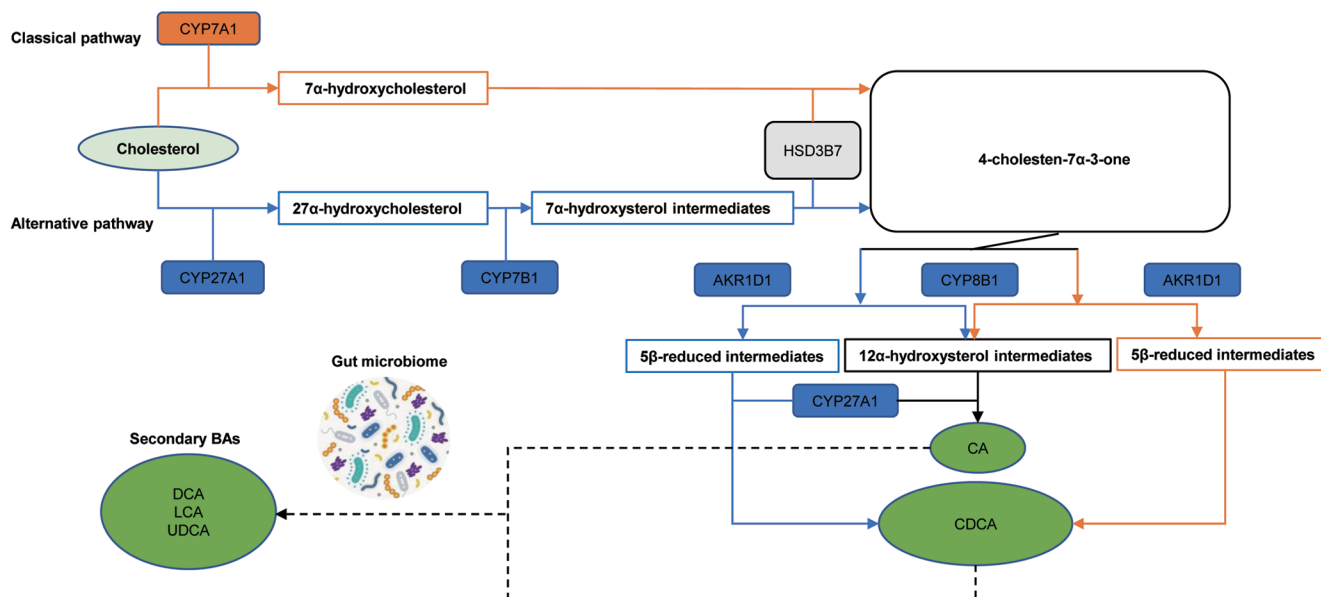 CYP7A1
Classical pathway
7α-hydroxycholesterol
Cholesterol
HSD3B7
4-cholesten-7α-3-one
27α-hydroxycholesterol
7α-hydroxysterol intermediates
Alternative pathway
CYP27A1
CYP7B1
AKR1D1
CYP8B1
AKR1D1
5β-reduced intermediates
12α-hydroxysterol intermediates
5β-reduced intermediates
Gut microbiome
CYP27A1
Secondary BAs
CA
DCA
LCA
UDCA
CDCA